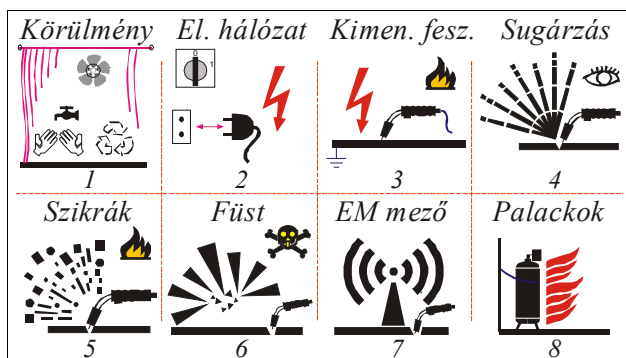 Körülmény El. hálózat Kimen. fesz. Sugárzás
1
1 2 3 4
Szikrák Füst EM mező Palackok
5 6 7 8